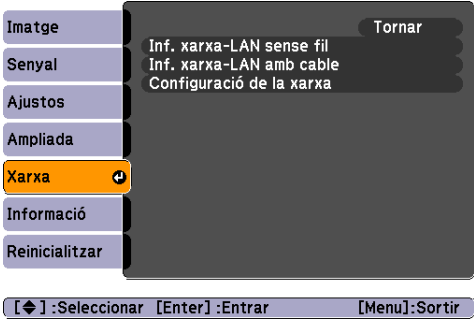 Imatge
Senyal
Ajustos
Ampliada
Xarxa
Informació
Reinicialitzar
Tornar
Inf. xarxa-LAN sense fil
Inf. xarxa-LAN amb cable
Configuració de la xarxa
[◆] :Seleccionar [Enter] :Entrar [Menu]:Sortir